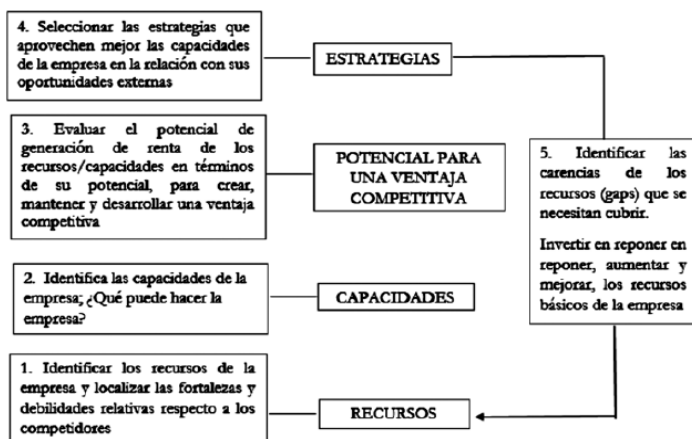 4. Seleccionar las estrategias que
aprovechen mejor las capacidades
de la empresa en la relación con sus
oportunidades externas
ESTRATEGIAS
3. Evaluar el potencial de
generación de renta de los
recursos/capacidades en términos
de su potencial, para crear,
mantener y desarrollar una ventaja
competitiva
POTENCIAL PARA
UNA VENTAJA
COMPETITIVA
5. Identificar las
carencias de los
recursos (gaps) que se
necesitan cubrir.
Invertir en reponer en
reponer, aumentar y
mejorar, los recursos
básicos de la empresa
2. Identifica las capacidades de la
empresa; ¿Qué puede hacer la
empresa?
CAPACIDADES
1. Identificar los recursos de la
empresa y localizar las fortalezas y
debilidades relativas respecto a los
competidores
RECURSOS